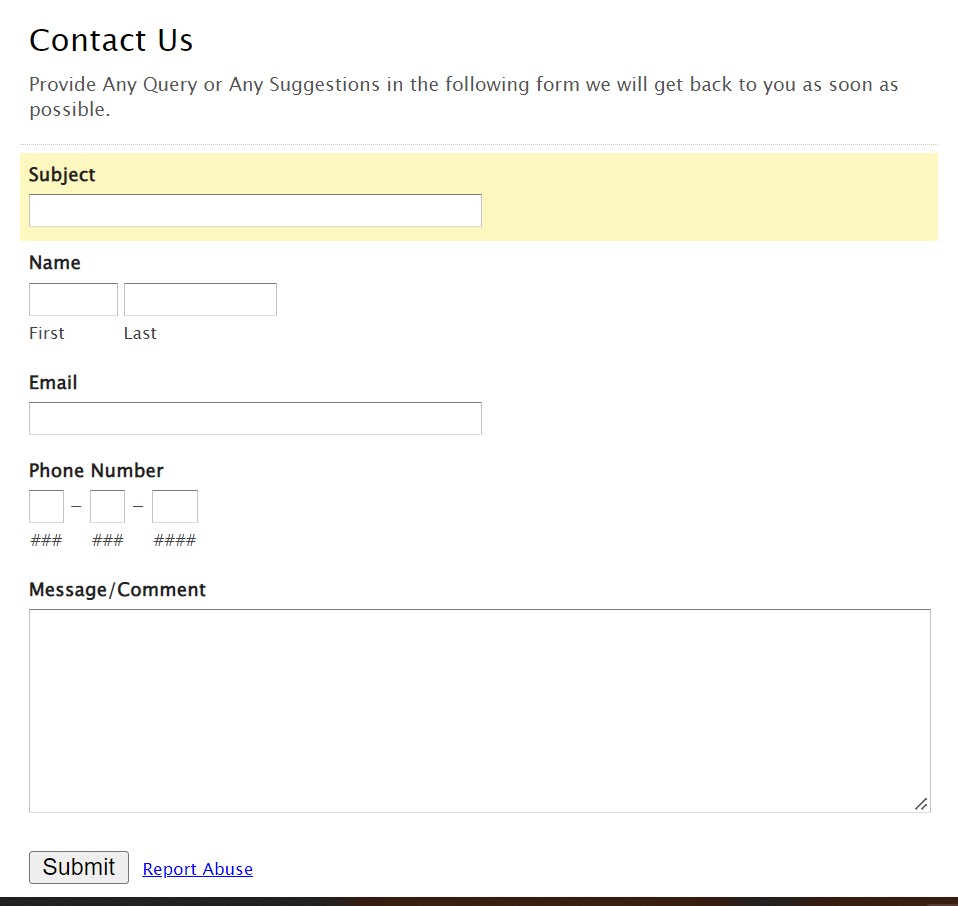 Contact Us
Provide Any Query or Any Suggestions in the following form we will get back to you as soon as
possible.
Subject
Name
First Last
Email
Phone Number
– –
### ### ####
Message/Comment
Submit Report Abuse